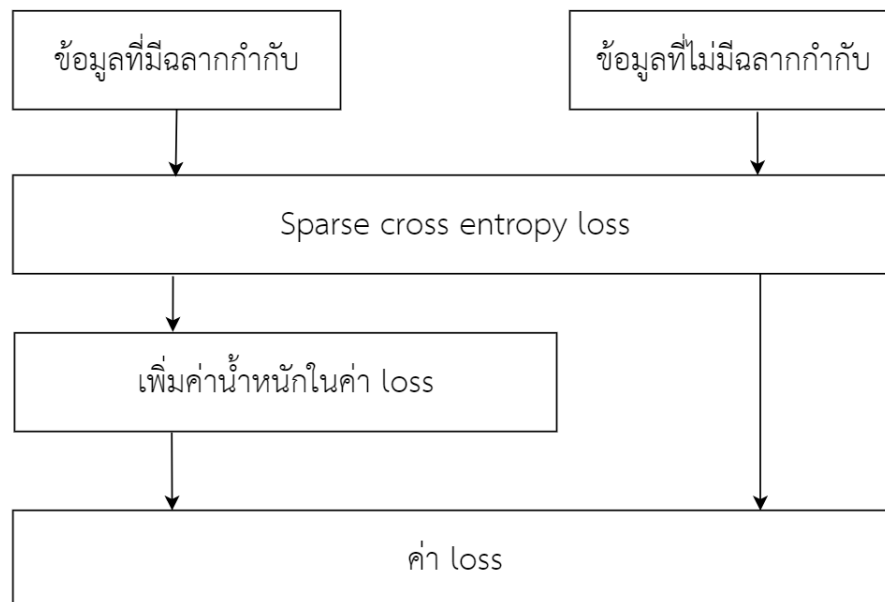 ข้อมูลที่มีฉลากกำกับ
ข้อมูลที่ไม่มีฉลากกำกับ
Sparse cross entropy loss
เพิ่มค่าน้ำหนักในค่า loss
ค่า loss